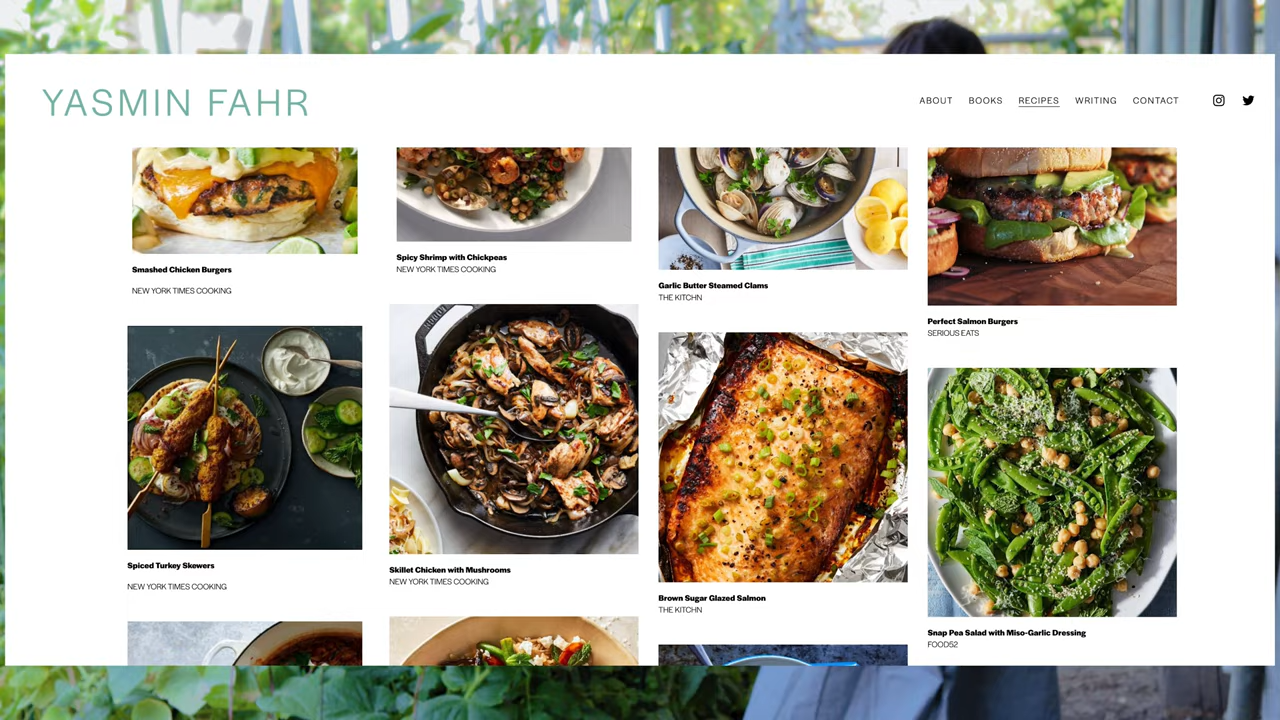 YASMIN FAHR
ABOUT BOOKS RECIPES WRITING CONTACT
Smashed Chicken Burgers
NEW YORK TIMES COOKING
Spicy Shrimp with Chickpeas
NEW YORK TIMES COOKING
Garlic Butter Steamed Clams
THE KITCHN
Perfect Salmon Burgers
SERIOUS EATS
Spiced Turkey Skewers
NEW YORK TIMES COOKING
Skillet Chicken with Mushrooms
NEW YORK TIMES COOKING
Brown Sugar Glazed Salmon
THE KITCHN
Snap Pea Salad with Miso-Garlic Dressing
FOOD52